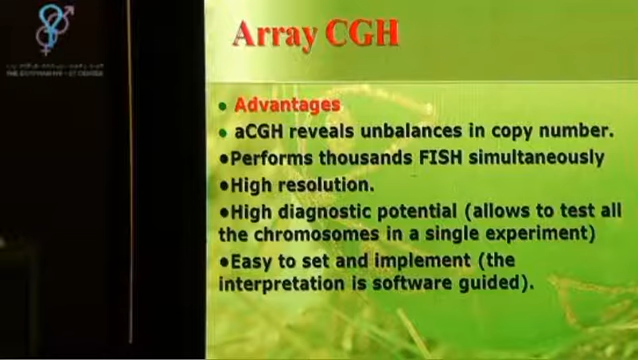 Array CGH
• Advantages
• aCGH reveals unbalances in copy number.
•Performs thousands FISH simultaneously
•High resolution.
•High diagnostic potential (allows to test all
the chromosomes in a single experiment)
•Easy to set and implement (the
interpretation is software guided).